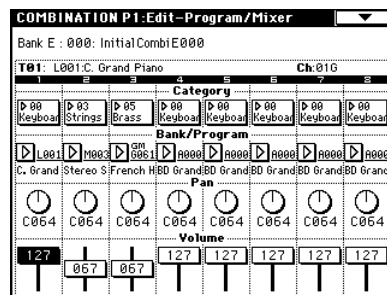 COMBINATION P1:Edit-Program/Mixer
Bank E : 000: InitialCombiE000
T01: L001:C. Grand Piano Ch:01G
1 2 3 4 5 6 7 8
Category
00 03 05 00 00 00 00 00
Keyboar Strings Brass Keyboar Keyboar Keyboar Keyboar Keyboar
Bank/Program
L001 M003 GM G061 A000 A000 A000 A000 A000
C. Grand Stereo S French H BD Grand BD Grand BD Grand BD Grand BD Grand
Pan
C064 C064 C064 C064 C064 C064 C064 C064
Volume
127 067 067 127 127 127 127 127